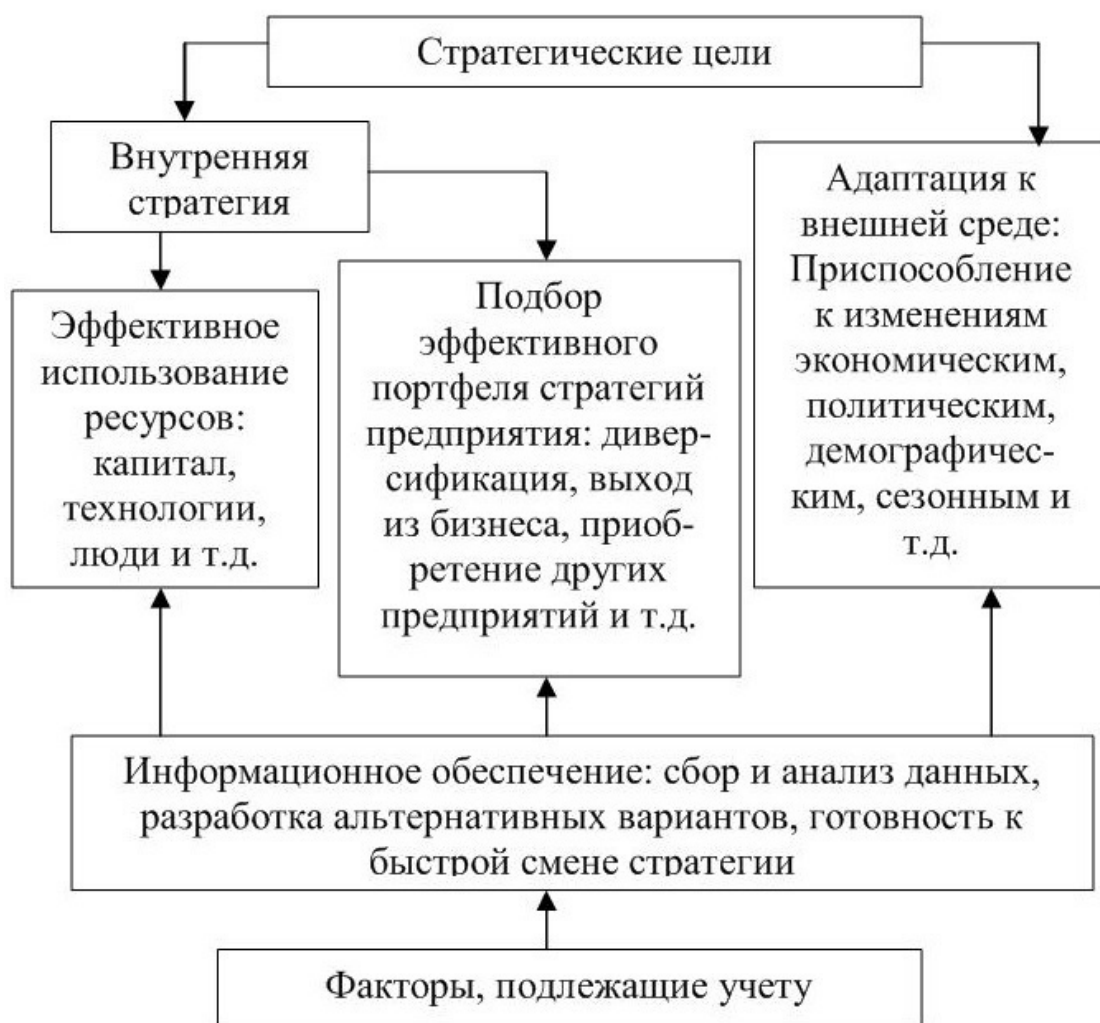 Стратегические цели
Внутренняя
стратегия
Эффективное
использование
ресурсов:
капитал,
технологии,
люди и т.д.
Подбор
эффективного
портфеля стратегий
предприятия: дивер-
сификация, выход
из бизнеса, приоб-
ретение других
предприятий и т.д.
Адаптация к
внешней среде:
Приспособление
к изменениям
экономическим,
политическим,
демографичес-
ким, сезонным и
т.д.
Информационное обеспечение: сбор и анализ данных,
разработка альтернативных вариантов, готовность к
быстрой смене стратегии
Факторы, подлежащие учету